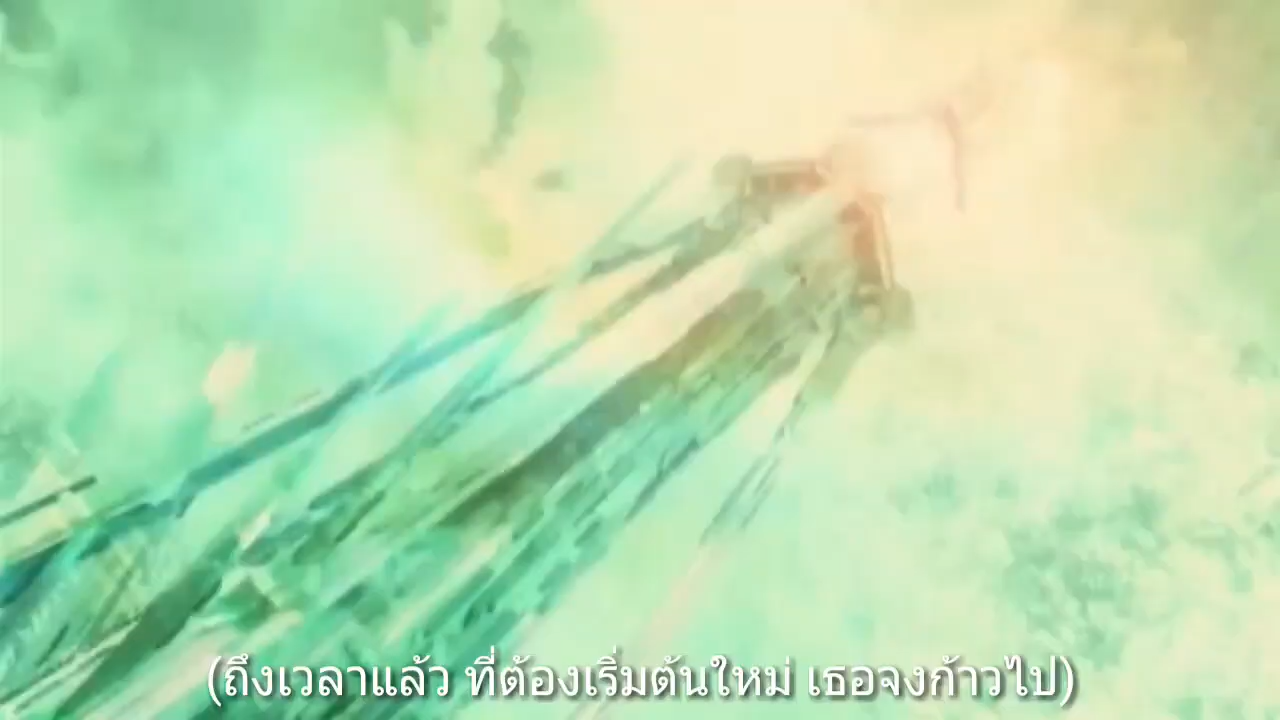 (ถึงเวลาแล้ว ที่ต้องเริ่มต้นใหม่ เธอจงก้าวไป)